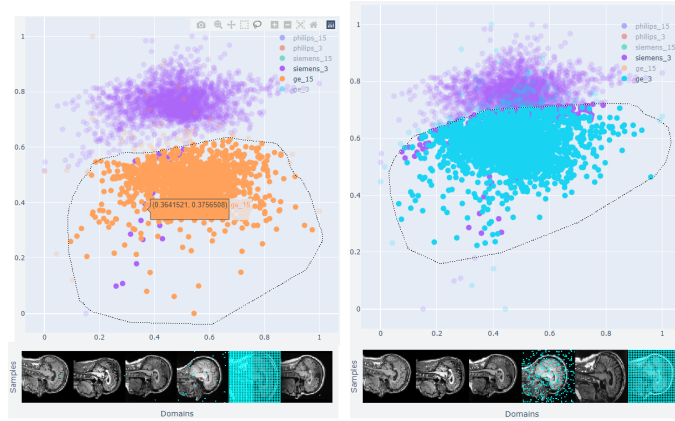 philips_15
philips_3
siemens_15
siemens_3
ge_15
ge_3
1
0.8
0.6
0.4
0.2
0
(0.3641521, 0.3756508)
ge_15
0
0.2
0.4
0.6
0.8
1
Samples
Domains
philips_15
philips_3
siemens_15
siemens_3
ge_15
ge_3
1
0.8
0.6
0.4
0.2
0
0
0.2
0.4
0.6
0.8
1
Samples
Domains